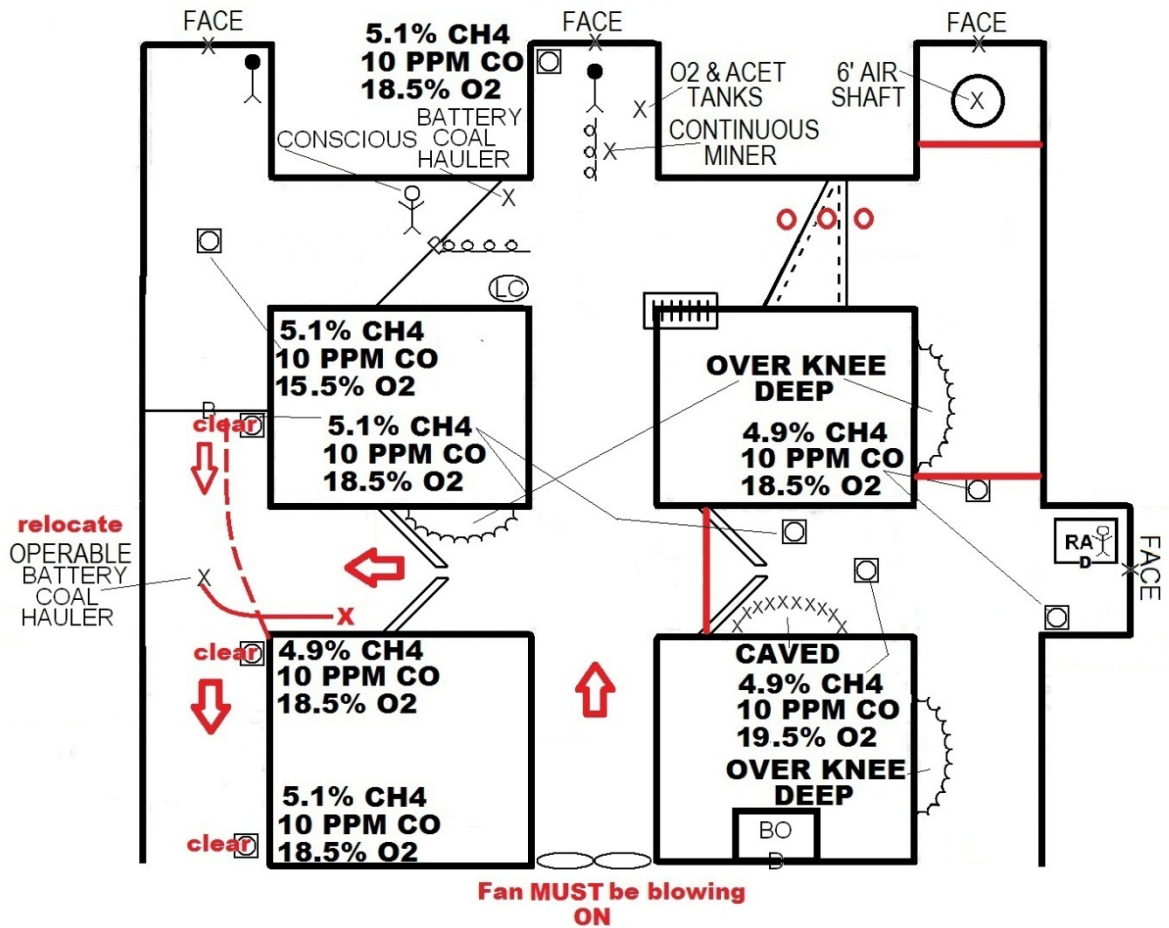 FACE
5.1% CH4
10 PPM CO
18.5% O2
FACE
FACE
O2 & ACET
TANKS
6' AIR
SHAFT
X
X
X
X
X
BATTERY
COAL
HAULER
CONSCIOUS
CONTINUOUS
MINER
X
X
LC
5.1% CH4
10 PPM CO
15.5% O2
OVER KNEE
DEEP
B
clear
5.1% CH4
10 PPM CO
18.5% O2
4.9% CH4
10 PPM CO
18.5% O2
relocate
OPERABLE
BATTERY
COAL
HAULER
X
X
RA
D
FACE
X
clear
4.9% CH4
10 PPM CO
18.5% O2
CAVED
4.9% CH4
10 PPM CO
19.5% O2
OVER KNEE
DEEP
5.1% CH4
10 PPM CO
18.5% O2
clear
BO
D
Fan MUST be blowing
ON